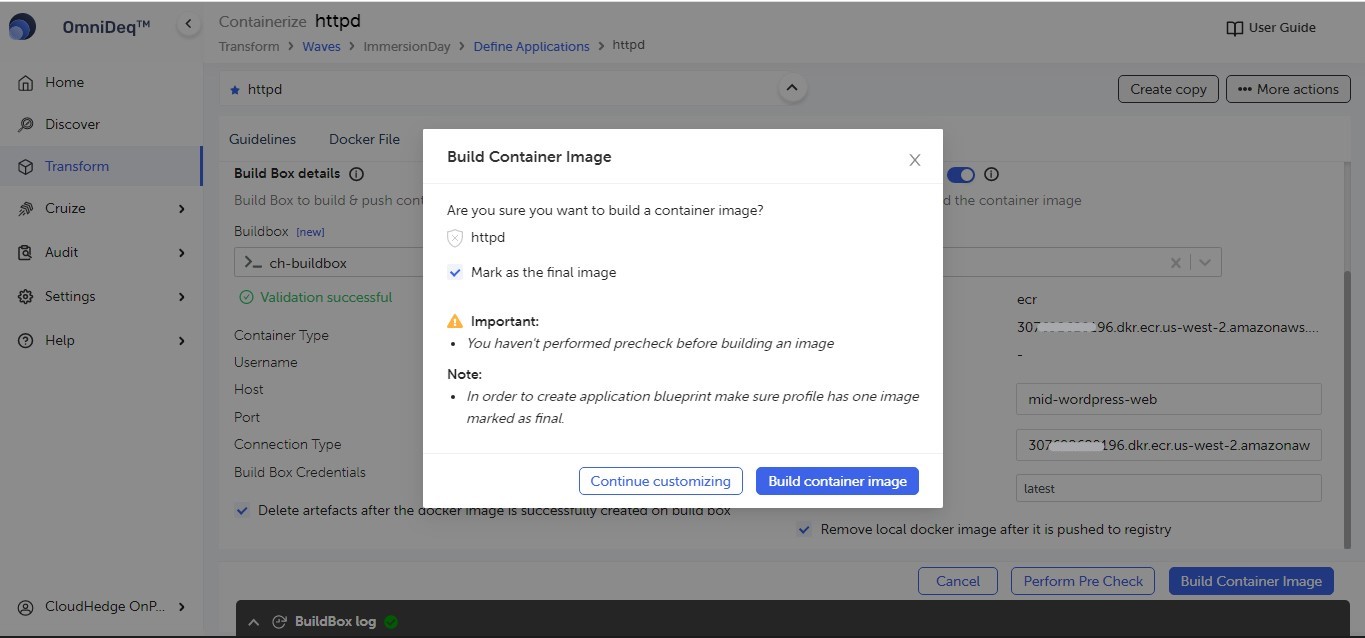 OmniDeq™
Containerize httpd
Transform > Waves > ImmersionDay > Define Applications > httpd
User Guide
Home
Discover
Transform
Cruize
Audit
Settings
Help
CloudHedge OnP...
httpd
Create copy
••• More actions
Guidelines
Docker File
Build Box details
Build Box to build & push
d the container image
Buildbox [new]
ch-buildbox
Validation successful
Container Type
Username
Host
Port
Connection Type
Build Box Credentials
Delete artefacts after the docker image is successfully created on build box
ecr
.dkr.ecr.us-west-2.amazonaws....
-
mid-wordpress-web
.dkr.ecr.us-west-2.amazonaw
latest
Remove local docker image after it is pushed to registry
Build Container Image
Are you sure you want to build a container image?
httpd
Mark as the final image
Important:
• You haven't performed precheck before building an image
Note:
• In order to create application blueprint make sure profile has one image
marked as final.
Continue customizing
Build container image
Cancel
Perform Pre Check
Build Container Image
BuildBox log